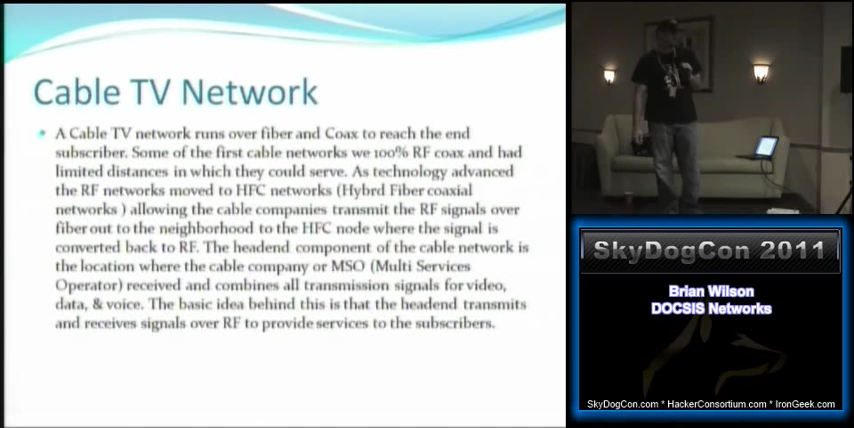 Cable TV Network
A Cable TV network runs over fiber and Coax to reach the end
subscriber. Some of the first cable networks we 100% RF coax and had
limited distances in which they could serve. As technology advanced
the RF networks moved to HFC networks (Hybrd Fiber coaxial
networks ) allowing the cable companies transmit the RF signals over
fiber out to the neighborhood to the HFC node where the signal is
converted back to RF. The headend component of the cable network is
the location where the cable company or MSO (Multi Services
Operator) received and combines all transmission signals for video,
data, & voice. The basic idea behind this is that the headend transmits
and receives signals over RF to provide services to the subscribers.
SkyDogCon 2011
Brian Wilson
DOCSIS Networks
SkyDogCon.com * HackerConsortium.com * IronGeek.com